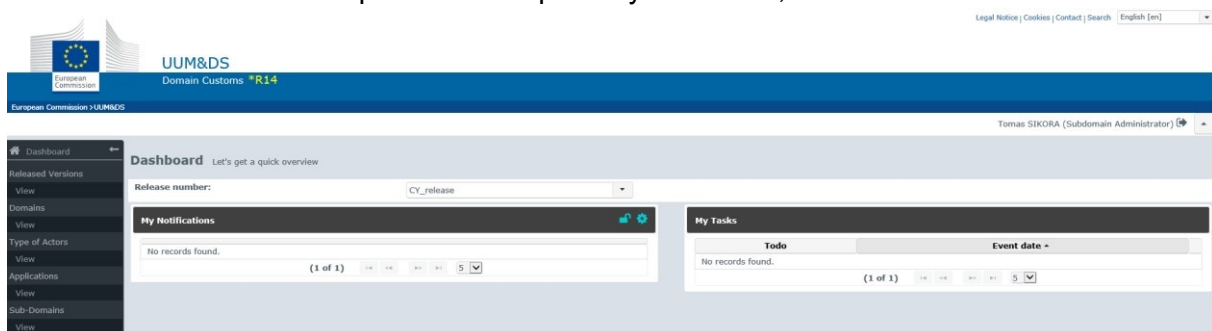 Legal Notice | Cookies | Contact | Search English [en]
European
Commission
UUM&DS
Domain Customs *R14
European Commission >UUM&DS
Tomas SIKORA (Subdomain Administrator)
Dashboard
Dashboard Let's get a quick overview
Released Versions
View
Release number: CY_release
Domains
View
My Notifications
My Tasks
Type of Actors
View
No records found.
Todo Event date
No records found.
Applications
(1 of 1) 5
(1 of 1) 5
View
Sub-Domains
View